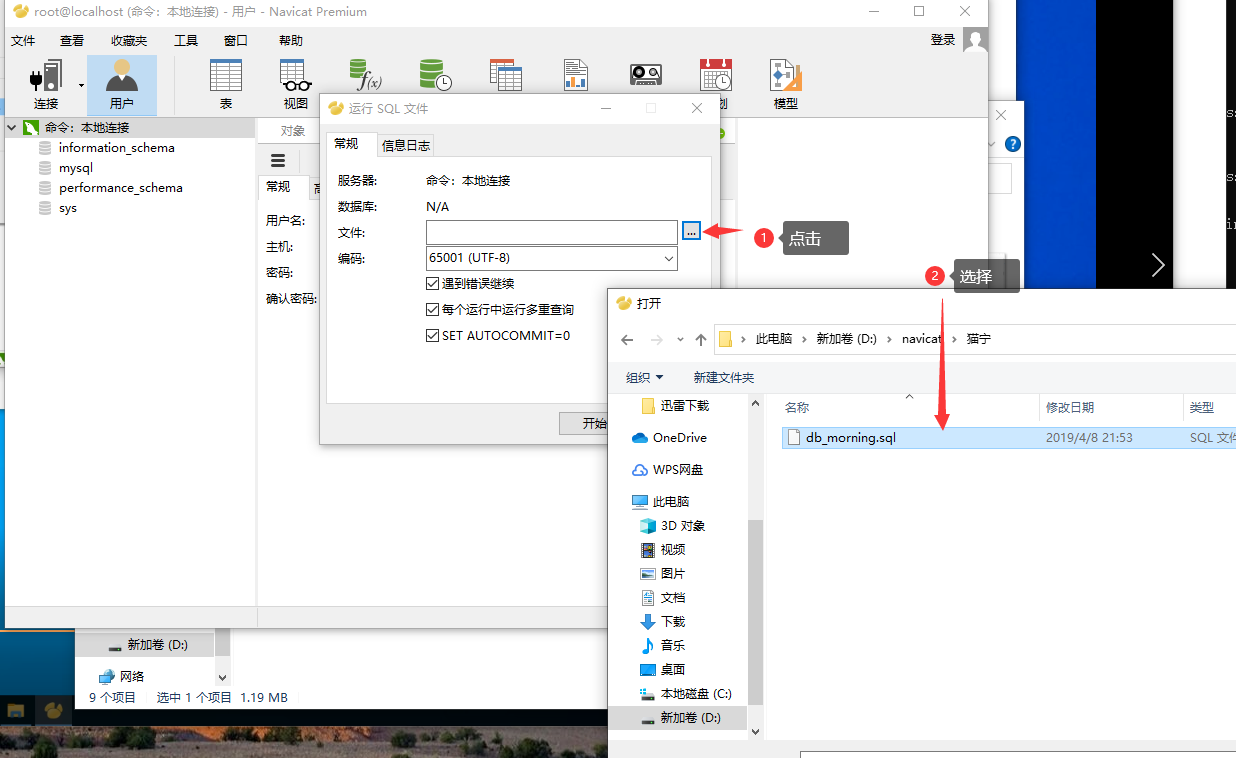 root@localhost (命令：本地连接) - 用户 - Navicat Premium
文件 查看 收藏夹 工具 窗口 帮助 登录
连接 用户 表 视图 划 模型
f(x)
命令：本地连接
information_schema
mysql
performance_schema
sys
对象
常规
用户名:
主机:
密码:
确认密码:
运行 SQL 文件
常规 信息日志
服务器: 命令：本地连接
数据库: N/A
文件: ...
编码: 65001 (UTF-8)
遇到错误继续
每个运行中运行多重查询
SET AUTOCOMMIT=0
开始
1 点击
2 选择
打开
此电脑 新加卷 (D:) navicat 猫宁
组织 新建文件夹
名称 修改日期 类型
db_morning.sql 2019/4/8 21:53 SQL 文件
迅雷下载
OneDrive
WPS网盘
此电脑
3D 对象
视频
图片
文档
下载
音乐
桌面
本地磁盘 (C:)
新加卷 (D:)
新加卷 (D:)
网络
9 个项目 选中 1 个项目 1.19 MB